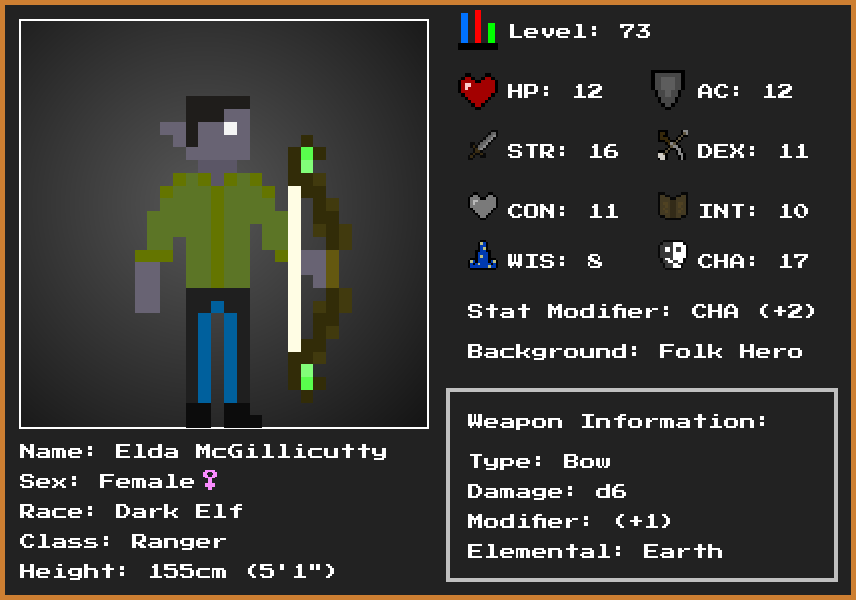 Level: 73
HP: 12
AC: 12
STR: 16
DEX: 11
CON: 11
INT: 10
WIS: 8
CHA: 17
Stat Modifier: CHA (+2)
Background: Folk Hero
Weapon Information:
Type: Bow
Damage: d6
Modifier: (+1)
Elemental: Earth
Name: Elda McGillicutty
Sex: Female♀
Race: Dark Elf
Class: Ranger
Height: 155cm (5'1")